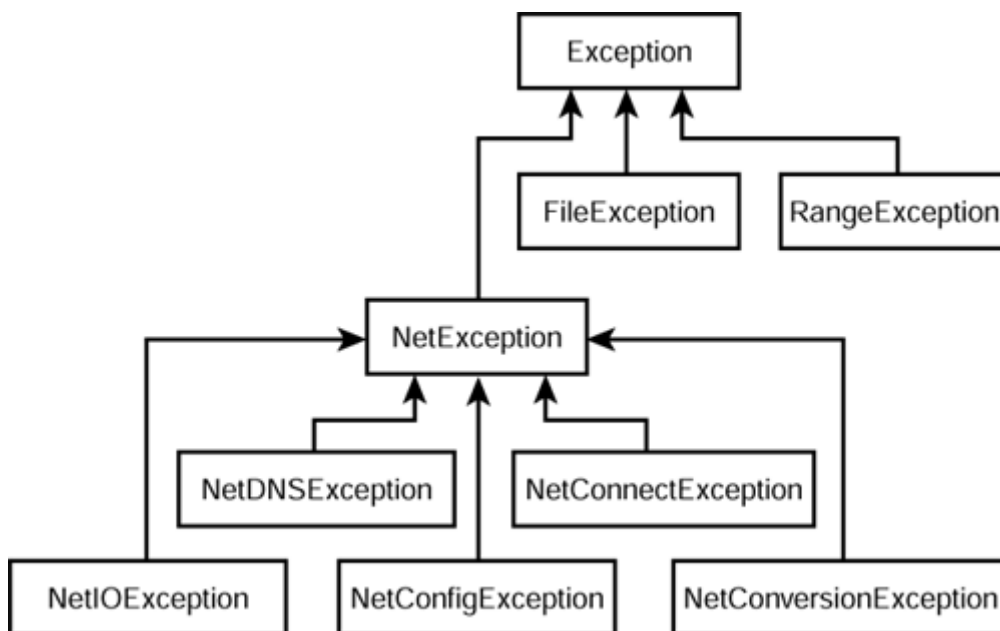 Exception
FileException
RangeException
NetException
NetDNSException
NetConnectException
NetIOException
NetConfigException
NetConversionException